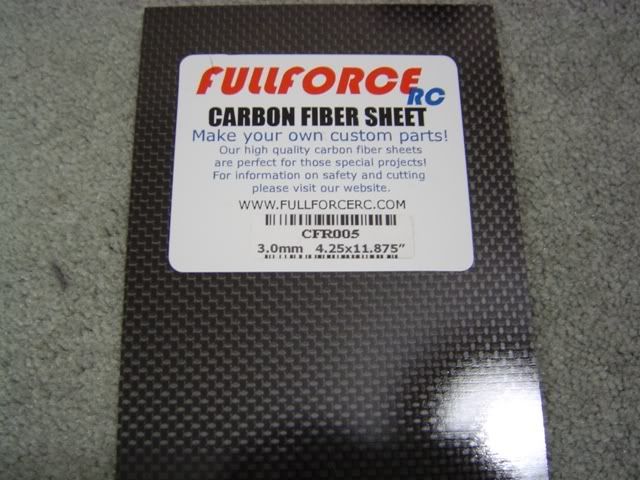 FULLFORCE
RC
CARBON FIBER SHEET
Make your own custom parts!
Our high quality carbon fiber sheets
are perfect for those special projects!
For information on safety and cutting
please visit our website.
WWW.FULLFORCERC.COM
CFR005
3.0mm 4.25x11.875”